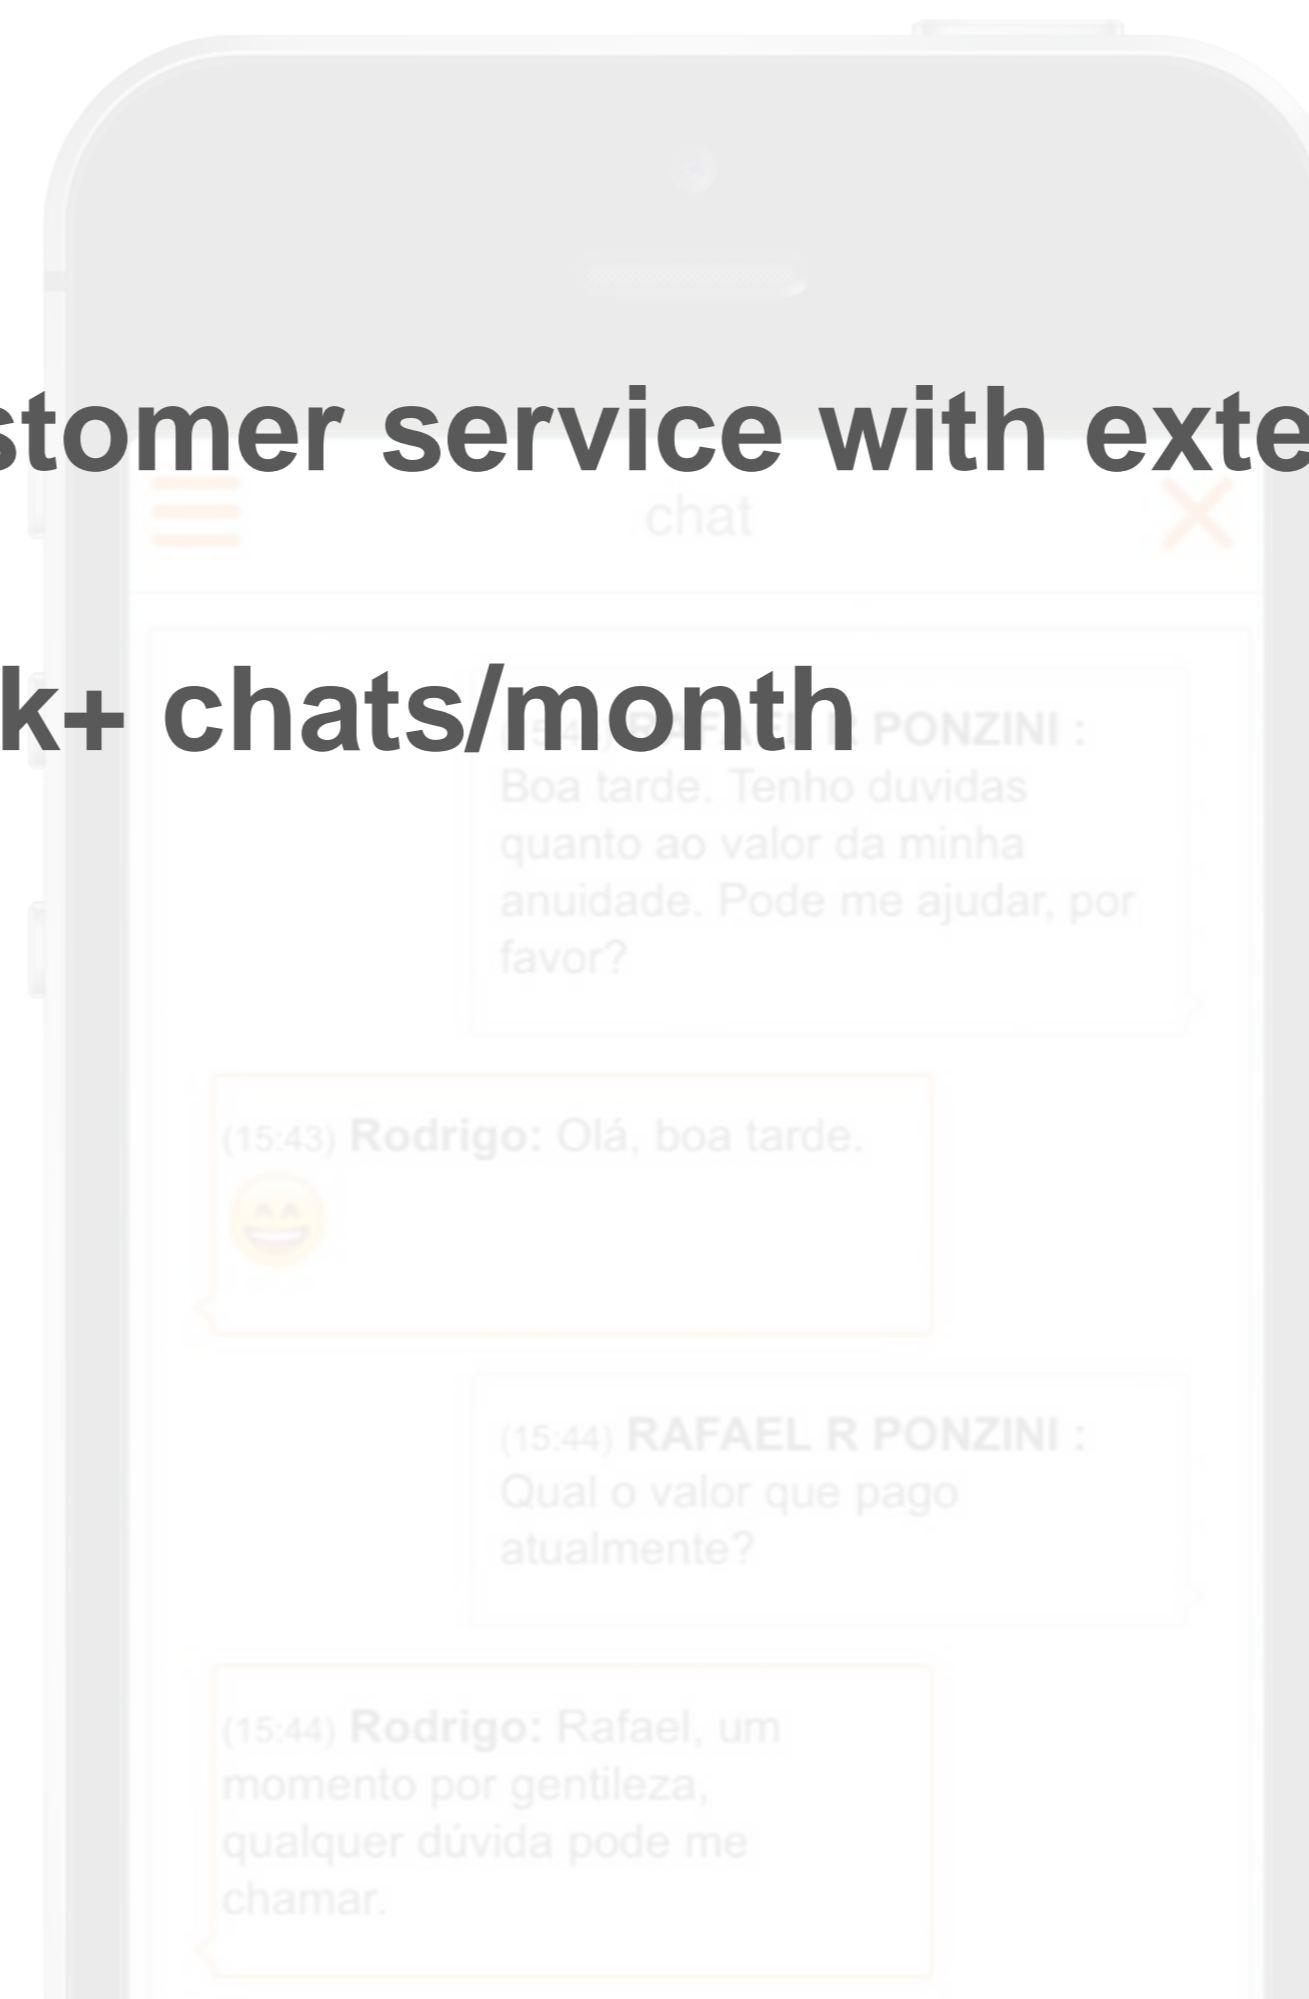 stomer service with exte
chat
k+ chats/month
RAFAEL R PONZINI :
Boa tarde. Tenho duvidas
quanto ao valor da minha
anuidade. Pode me ajudar, por
favor?
(15:43) Rodrigo: Olá, boa tarde.
(15:44) RAFAEL R PONZINI :
Qual o valor que pago
atualmente?
(15:44) Rodrigo: Rafael, um
momento por gentileza,
qualquer dúvida pode me
chamar.